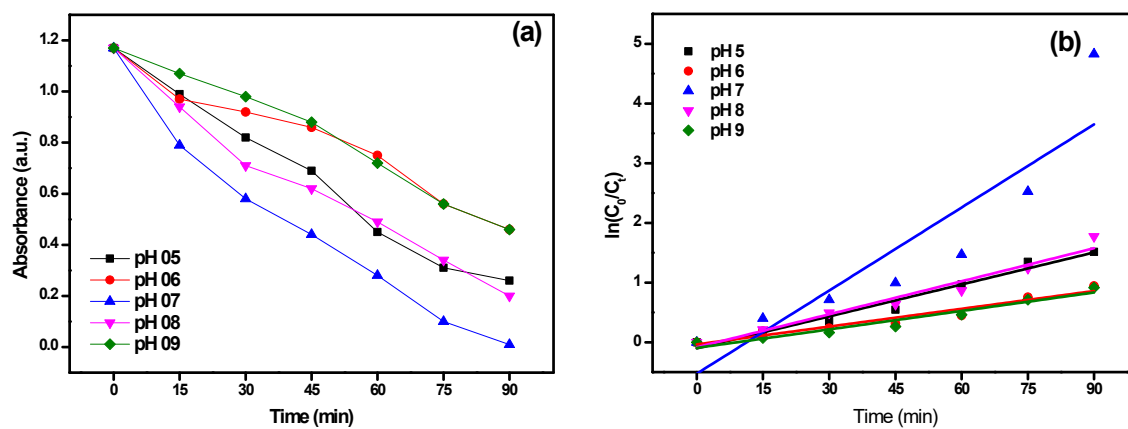 (a)
Absorbance (a.u.)
1.2
1.0
0.8
0.6
0.4
0.2
0.0
pH 05
pH 06
pH 07
pH 08
pH 09
0 15 30 45 60 75 90
Time (min)
(b)
ln(C₀/Cₜ)
5
4
3
2
1
0
pH 5
pH 6
pH 7
pH 8
pH 9
0 15 30 45 60 75 90
Time (min)